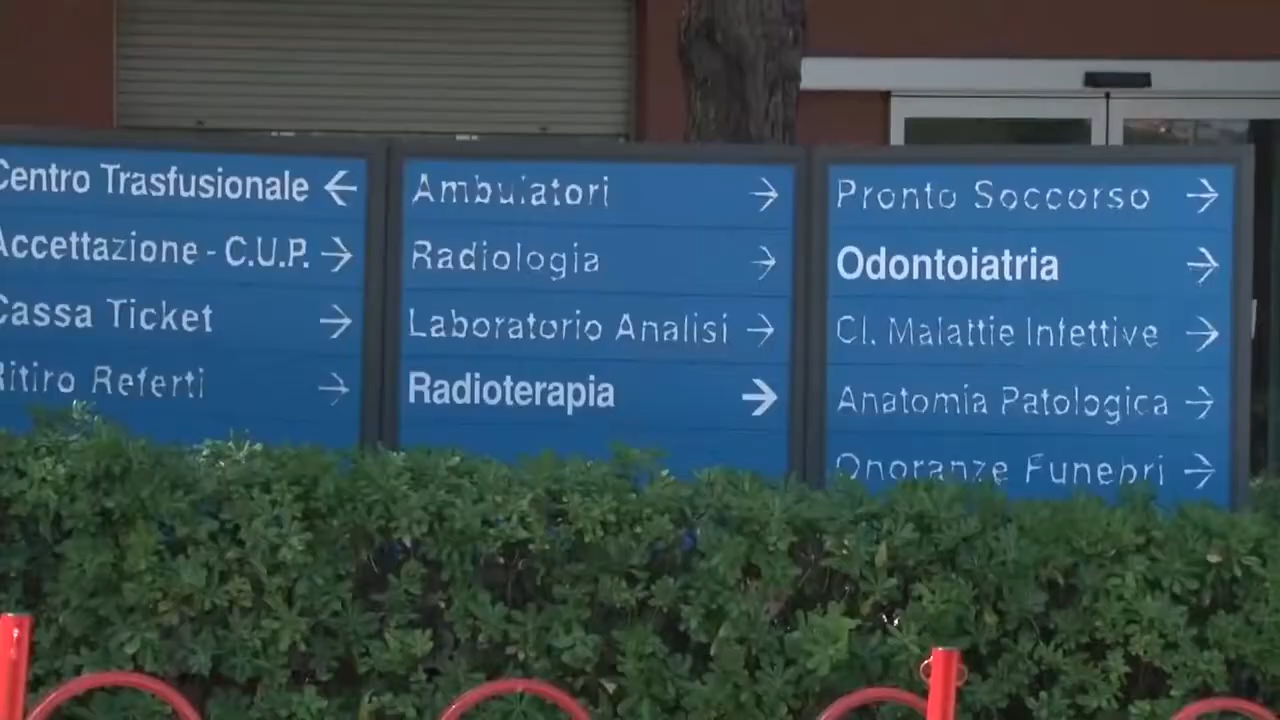 Centro Trasfusionale ←
Accettazione - C.U.P. →
Cassa Ticket →
Ritiro Referti →
Ambulatori →
Radiologia →
Laboratorio Analisi →
Radioterapia →
Pronto Soccorso →
Odontoiatria →
Cl. Malattie Infettive →
Anatomia Patologica →
Onoranze Funebri →